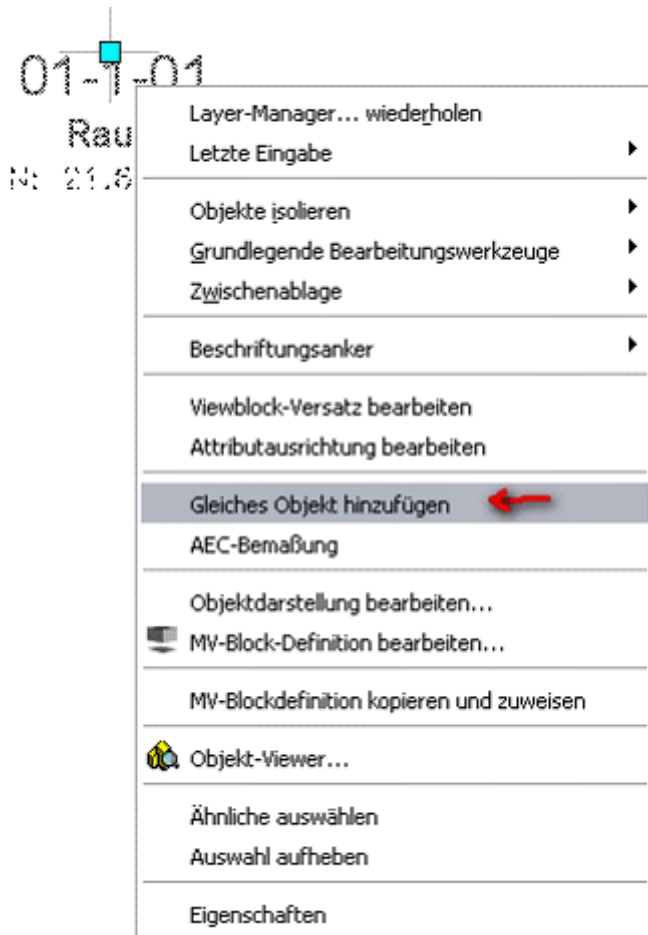 01-1-01
Rau
N: 21.6
Layer-Manager... wiederholen
Letzte Eingabe
Objekte isolieren
Grundlegende Bearbeitungswerkzeuge
Zwischenablage
Beschriftungsanker
Viewblock-Versatz bearbeiten
Attributausrichtung bearbeiten
Gleiches Objekt hinzufügen
AEC-Bemaßung
Objektdarstellung bearbeiten...
MV-Block-Definition bearbeiten...
MV-Blockdefinition kopieren und zuweisen
Objekt-Viewer...
Ähnliche auswählen
Auswahl aufheben
Eigenschaften